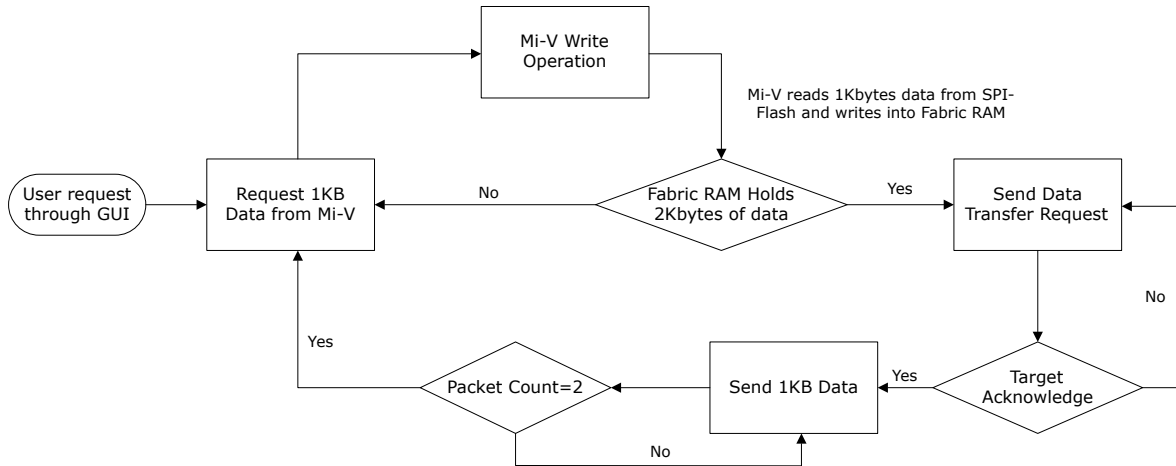 Mi-V Write
Operation
Mi-V reads 1Kbytes data from SPI-
Flash and writes into Fabric RAM
User request
through GUI
Request 1KB
Data from Mi-V
No
Fabric RAM Holds
2Kbytes of data
Yes
Send Data
Transfer Request
No
Yes
Packet Count=2
Send 1KB Data
Yes
Target
Acknowledge
No